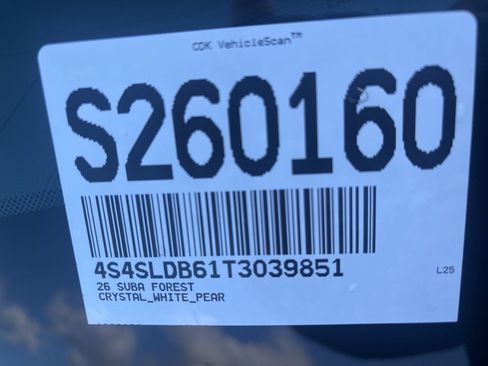 CDK VehicleScan™
S260160
4S4SLDB61T3039851
L25
26 SUBA FOREST
CRYSTAL_WHITE_PEAR